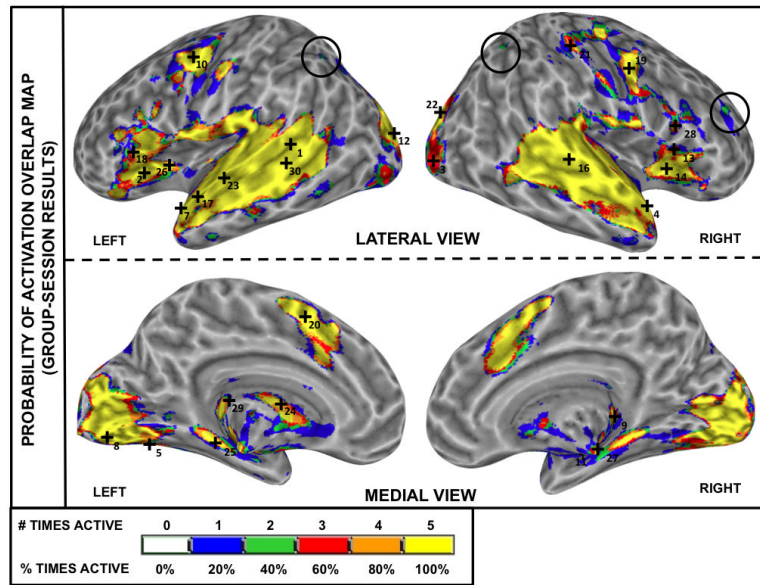 PROBABILITY OF ACTIVATION OVERLAP MAP
(GROUP-SESSION RESULTS)
10
18
2
26
7
17
23
1
30
12
22
3
21
19
28
13
14
16
4
LEFT
LATERAL VIEW
RIGHT
20
29
24
8
5
25
9
11
27
LEFT
MEDIAL VIEW
RIGHT
# TIMES ACTIVE 0 1 2 3 4 5
% TIMES ACTIVE 0% 20% 40% 60% 80% 100%